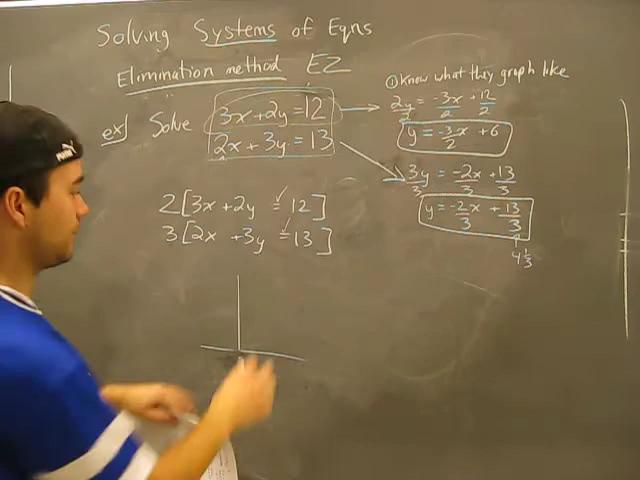 Solving Systems of Eqns
Elimination method EZ
ex) Solve 3x+2y=12
2x+3y=13
① Know what they graph like
2y = -3x + 12
2 2 2
y = -3/2 x + 6
3y = -2x + 13
3 3 3
y = -2/3 x + 13/3
4 1/3
2[3x+2y = 12]
3[2x +3y = 13]